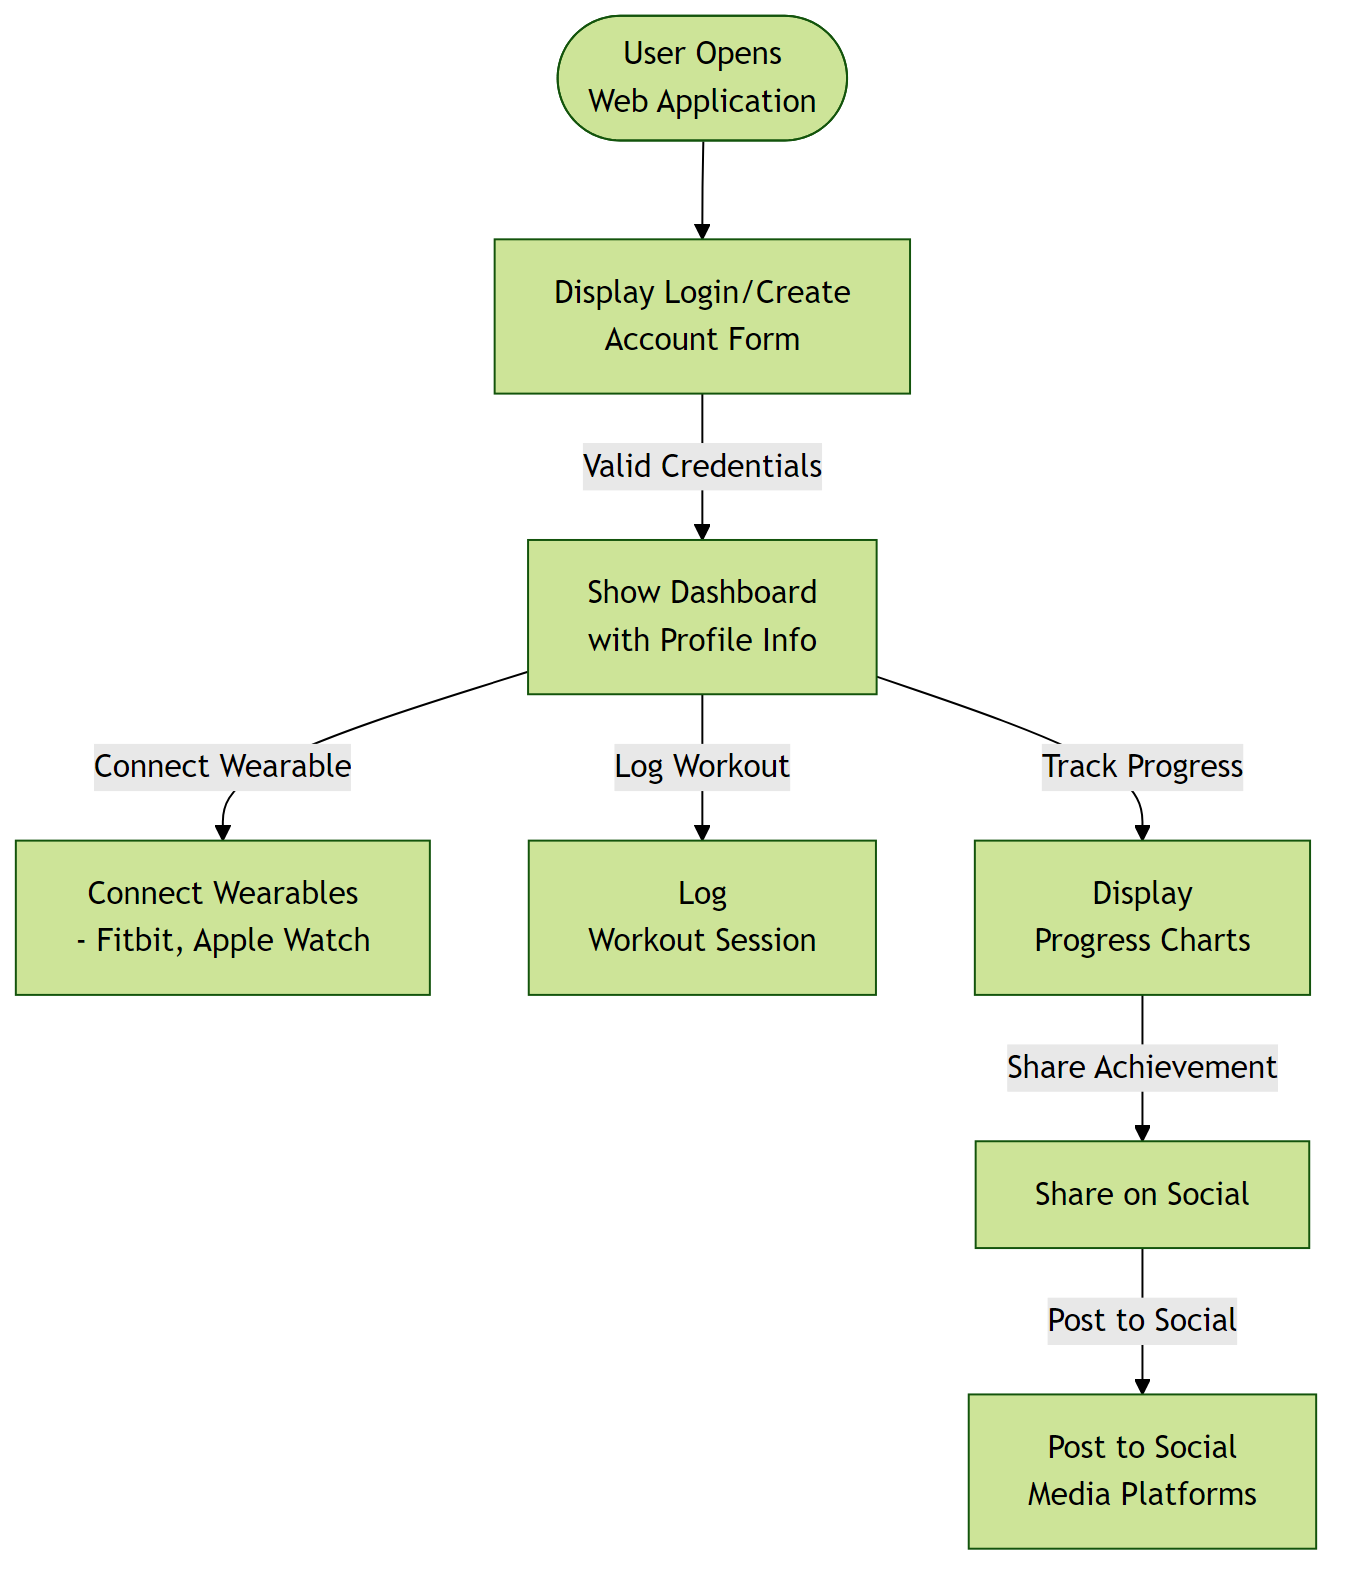 User Opens
Web Application
Display Login/Create
Account Form
Valid Credentials
Show Dashboard
with Profile Info
Connect Wearable
Log Workout
Track Progress
Connect Wearables
- Fitbit, Apple Watch
Log
Workout Session
Display
Progress Charts
Share Achievement
Share on Social
Post to Social
Post to Social
Media Platforms